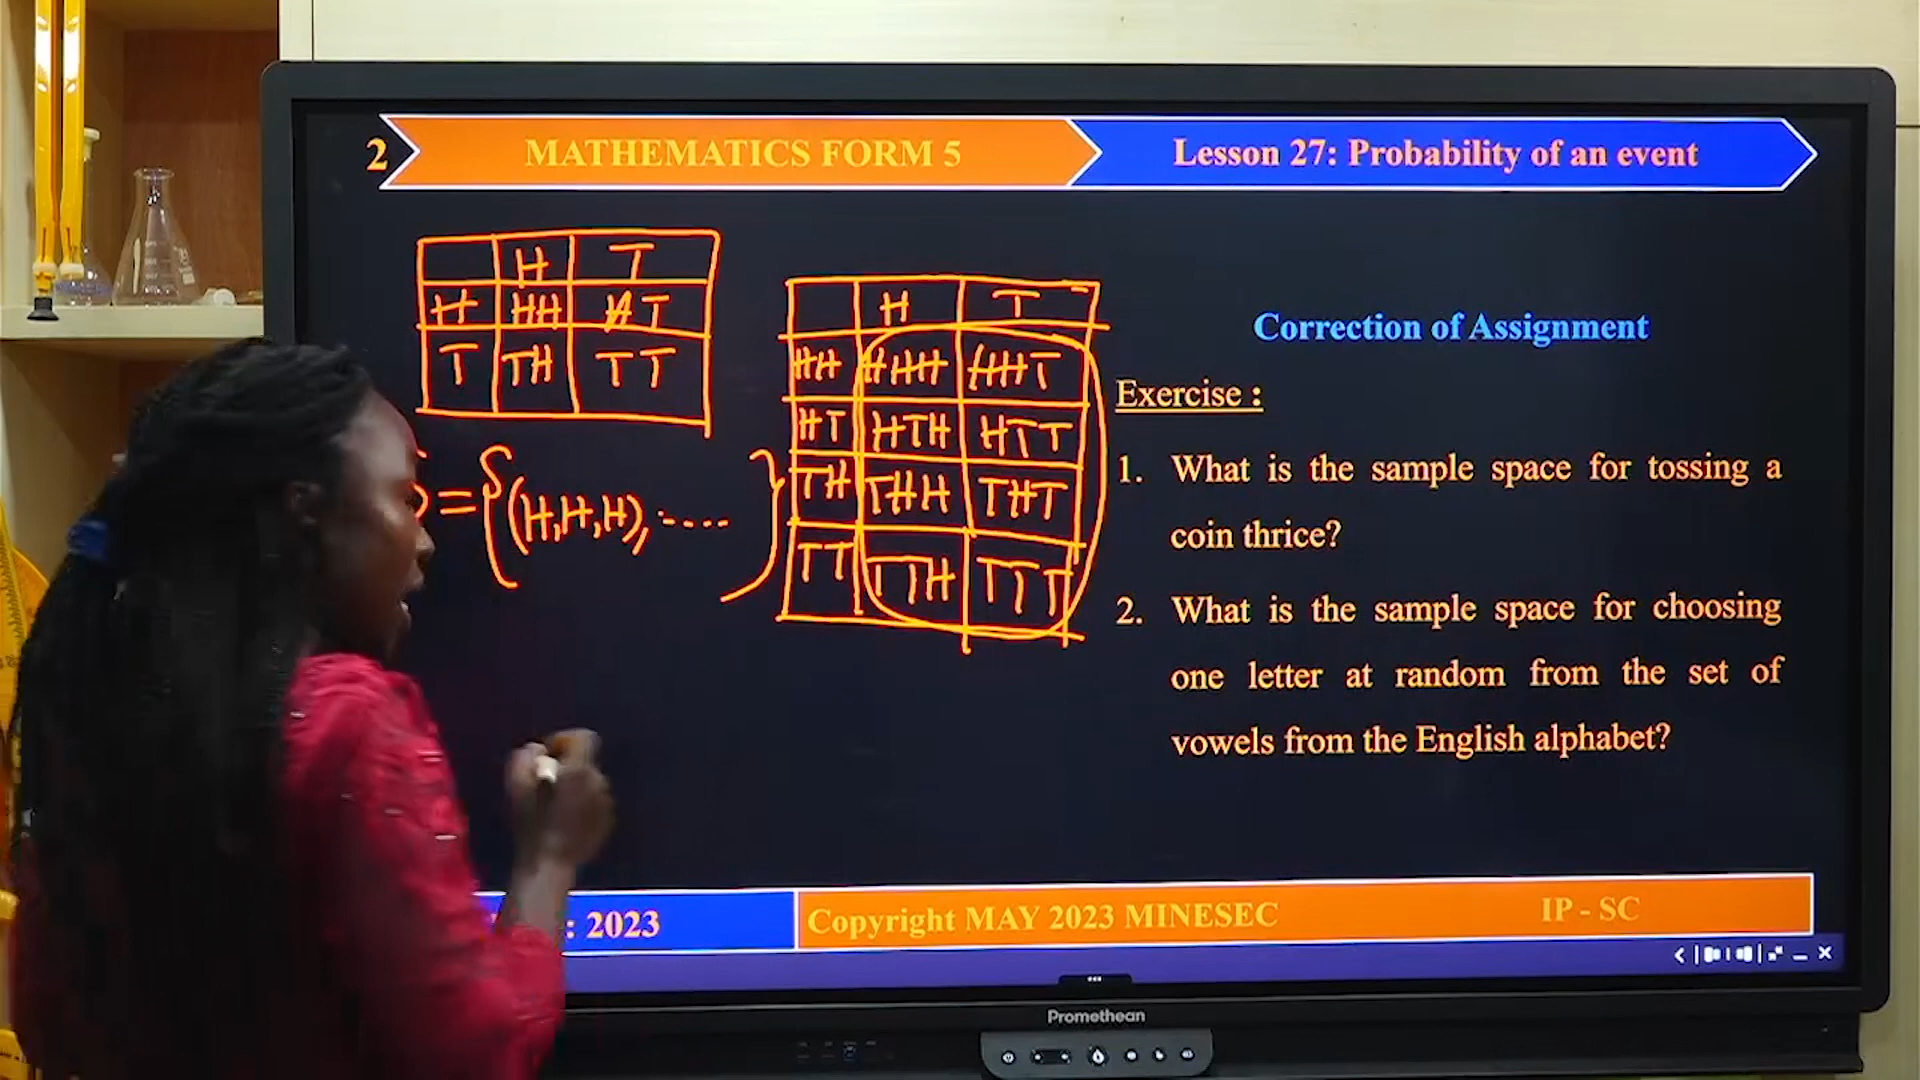 2
MATHEMATICS FORM 5
Lesson 27: Probability of an event
H T
H HH HT
T TH TT
H T
HH HHH HHT
HT HTH HTT
TH THH THT
TT TTH TTT
= {(H,H,H), ..... }
Correction of Assignment
Exercise :
1. What is the sample space for tossing a
coin thrice?
2. What is the sample space for choosing
one letter at random from the set of
vowels from the English alphabet?
: 2023
Copyright MAY 2023 MINESEC
IP - SC
Promethean